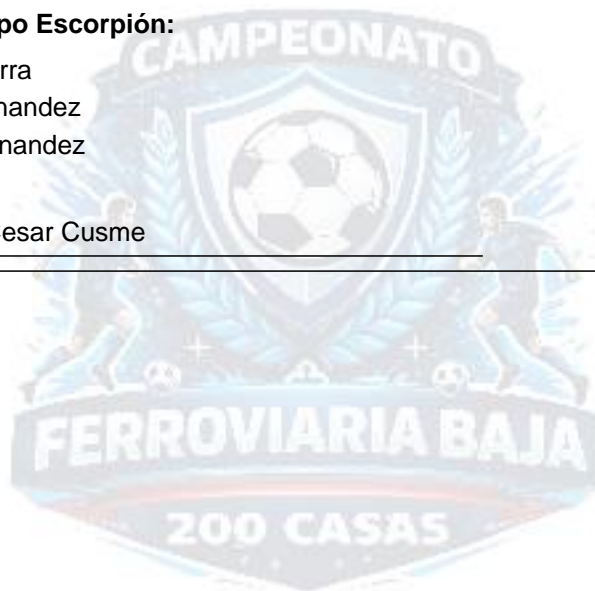 po Escorpión:
rra
nandez
nandez
esar Cusme
CAMPEONATO
FERROVIARIA BAJA
200 CASAS